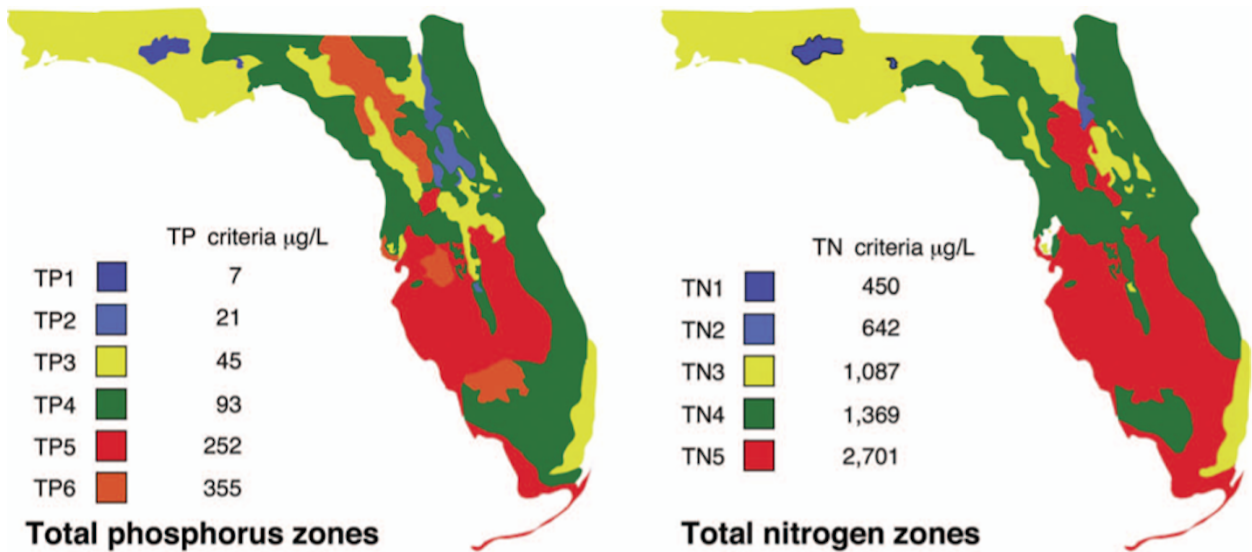 TP criteria µg/L
TP1 7
TP2 21
TP3 45
TP4 93
TP5 252
TP6 355
Total phosphorus zones
TN criteria µg/L
TN1 450
TN2 642
TN3 1,087
TN4 1,369
TN5 2,701
Total nitrogen zones